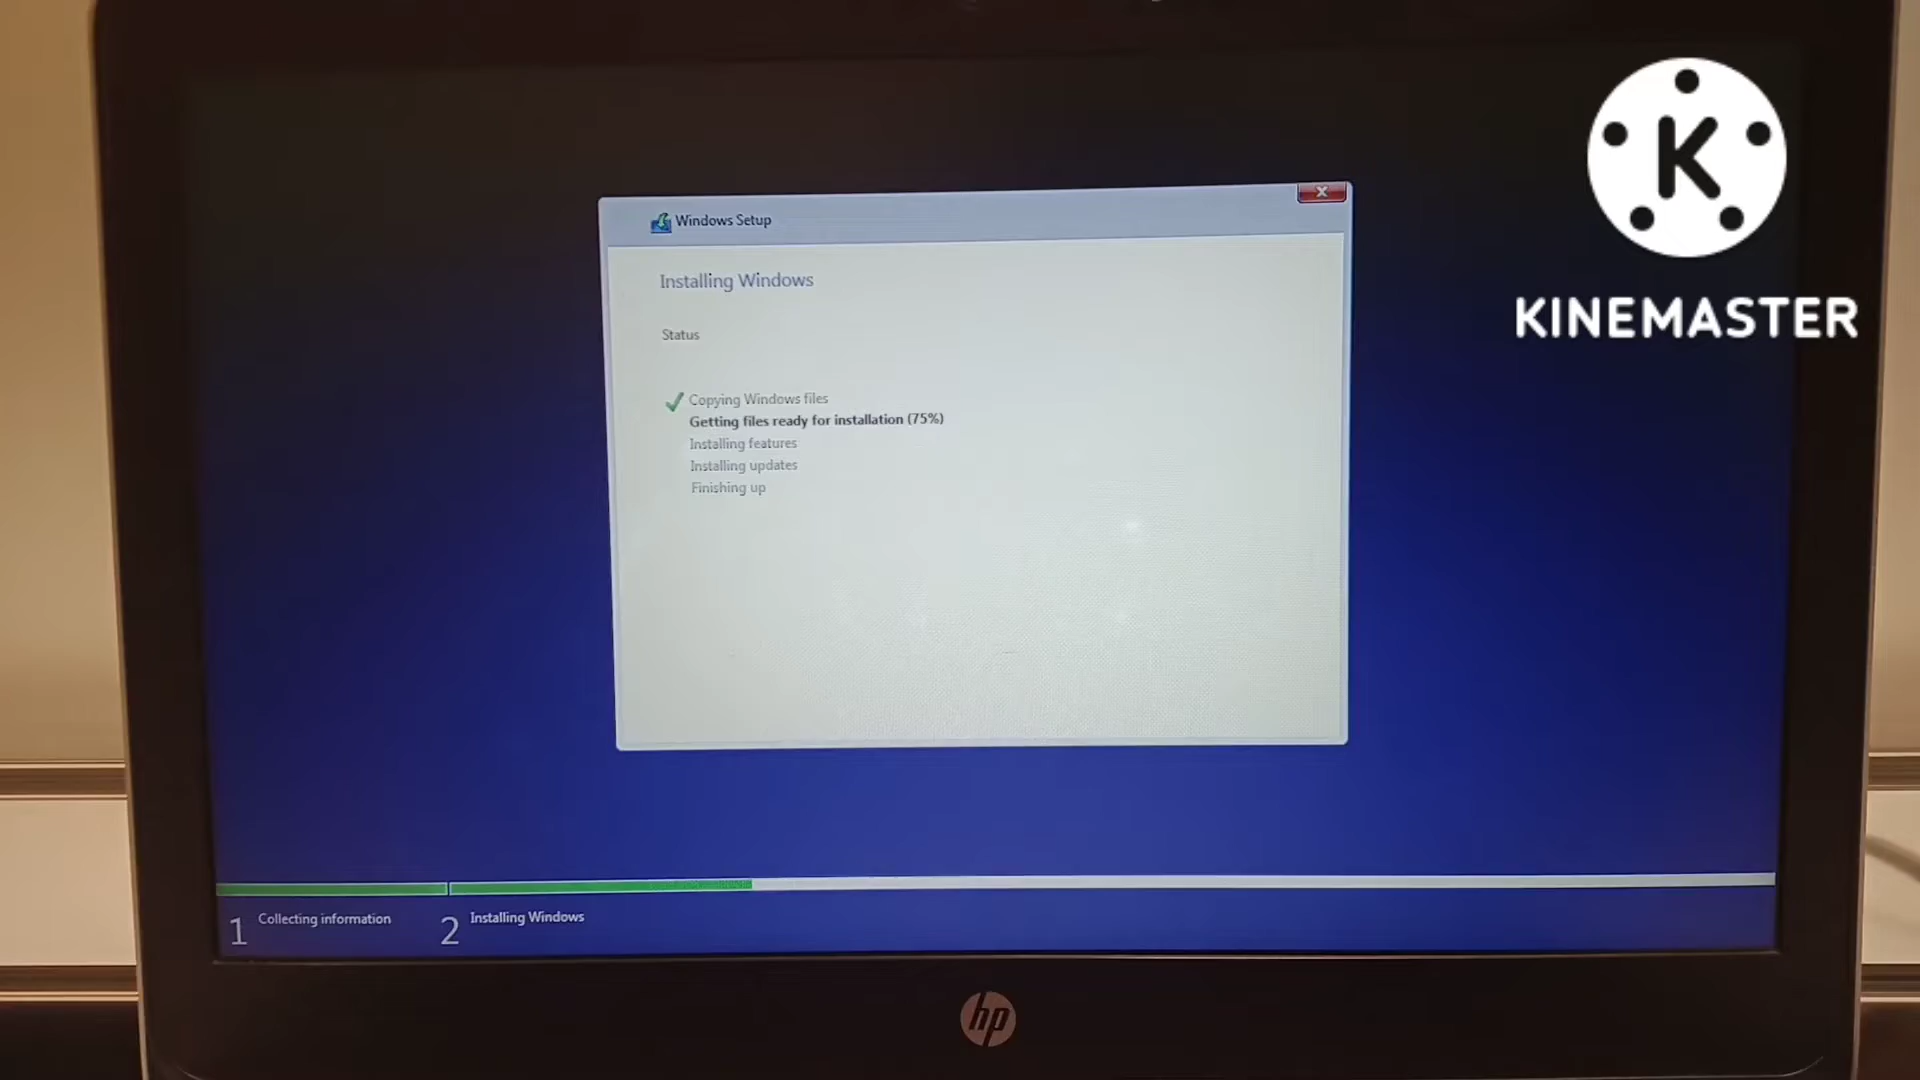 K
KINEMASTER
Windows Setup
Installing Windows
Status
Copying Windows files
Getting files ready for installation (75%)
Installing features
Installing updates
Finishing up
1 Collecting information
2 Installing Windows
hp